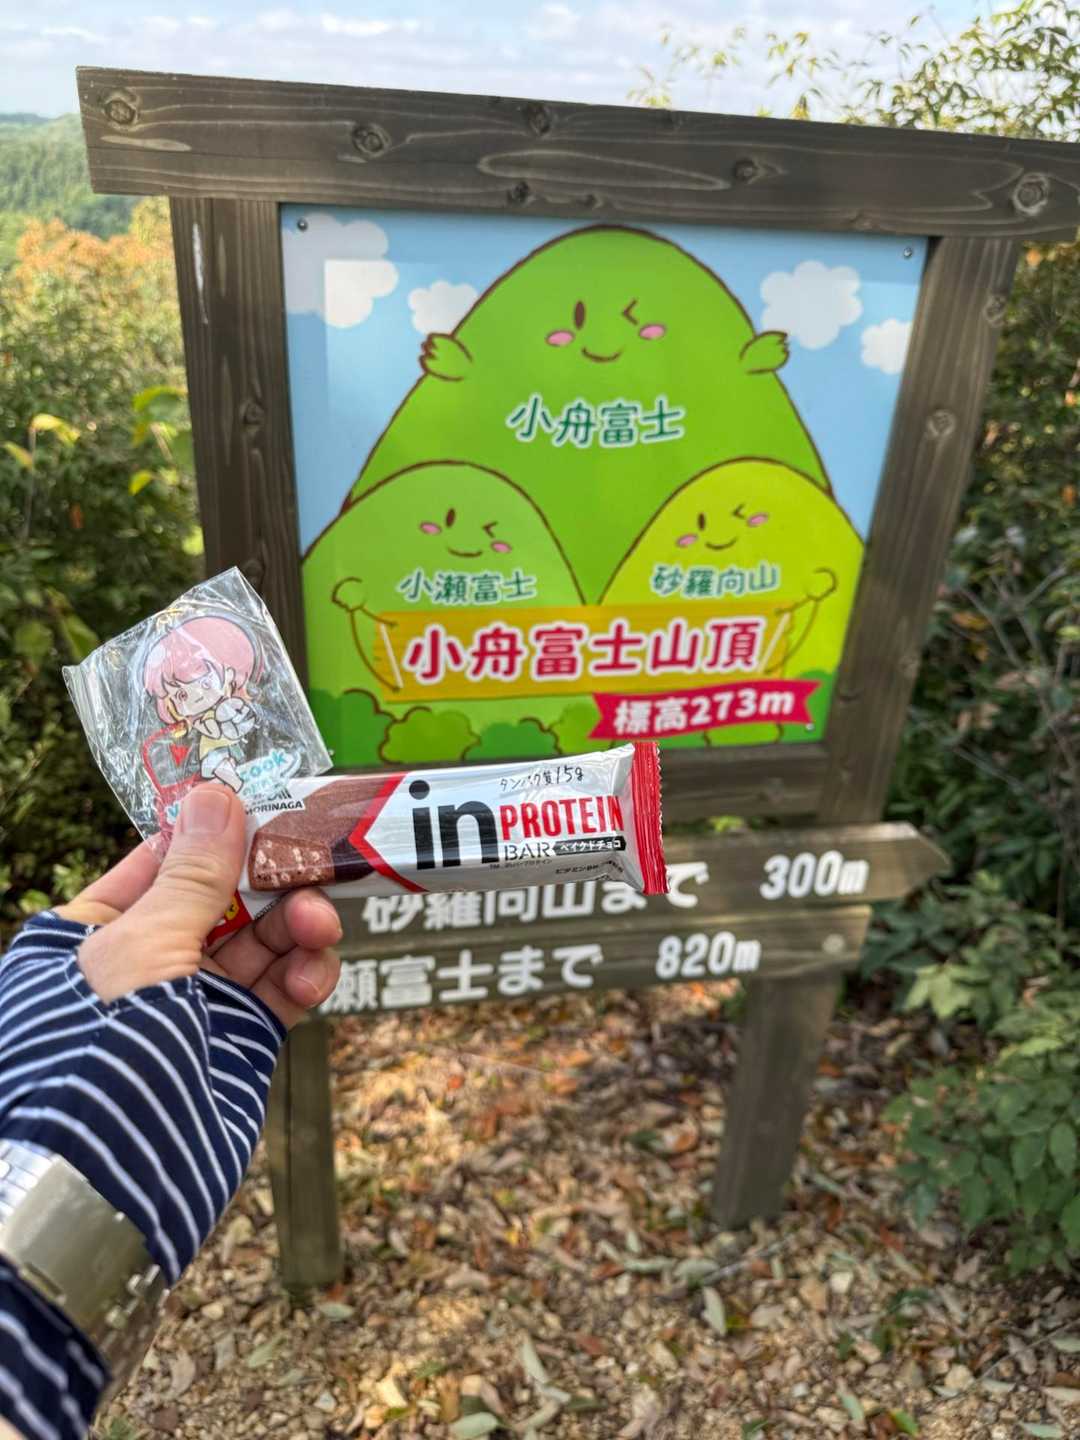 小舟富士
小瀬富士
砂羅向山
小舟富士山頂
標高273m
MORINAGA
タンパク質15g
in PROTEIN
BAR ベイクドチョコ
砂羅向山まで 300m
瀬富士まで 820m